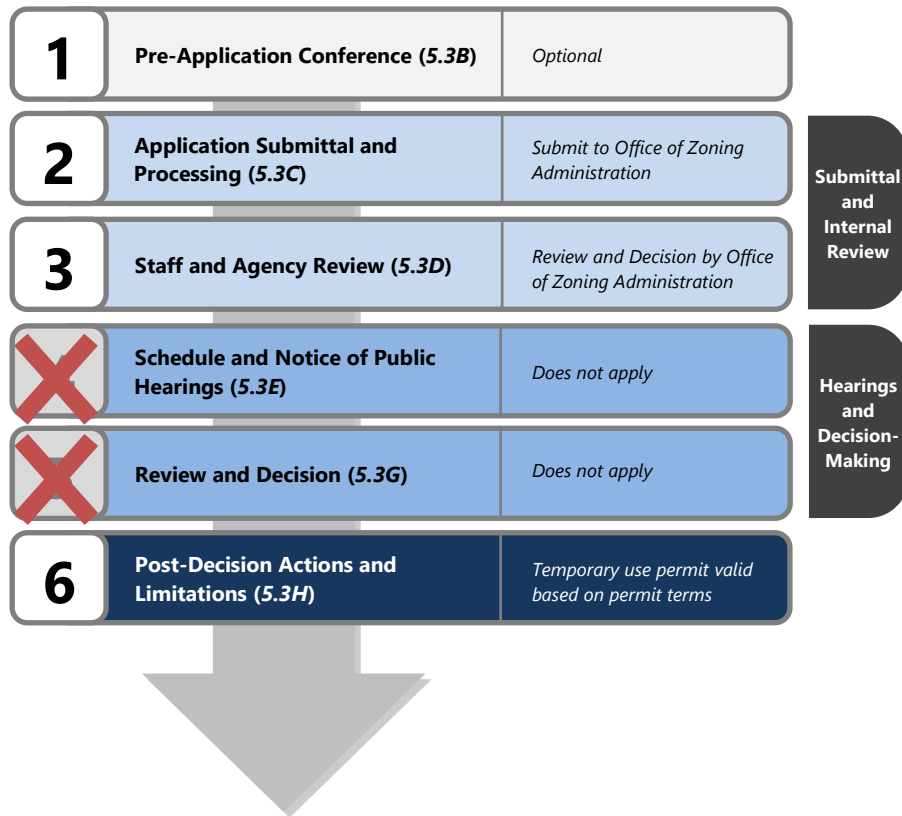 1
Pre-Application Conference (5.3B)
Optional
2
Application Submittal and
Processing (5.3C)
Submit to Office of Zoning
Administration
3
Staff and Agency Review (5.3D)
Review and Decision by Office
of Zoning Administration
Submittal
and
Internal
Review
Schedule and Notice of Public
Hearings (5.3E)
Does not apply
Review and Decision (5.3G)
Does not apply
Hearings
and
Decision-
Making
6
Post-Decision Actions and
Limitations (5.3H)
Temporary use permit valid
based on permit terms